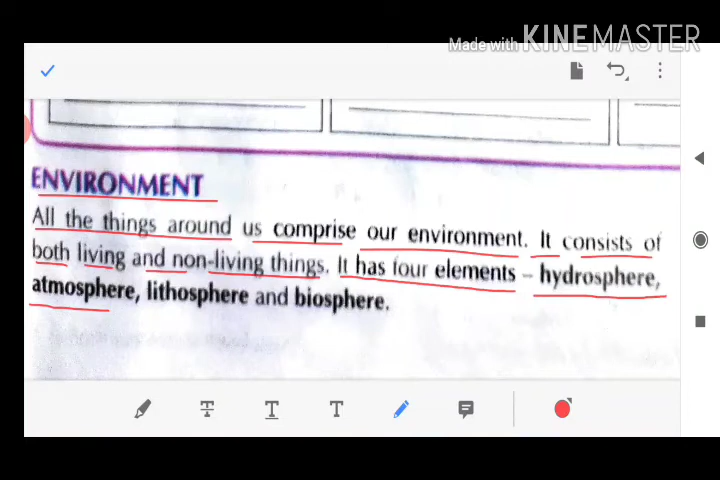 Made with KINEMASTER
ENVIRONMENT
All the things around us comprise our environment. It consists of
both living and non-living things. It has four elements – hydrosphere,
atmosphere, lithosphere and biosphere.